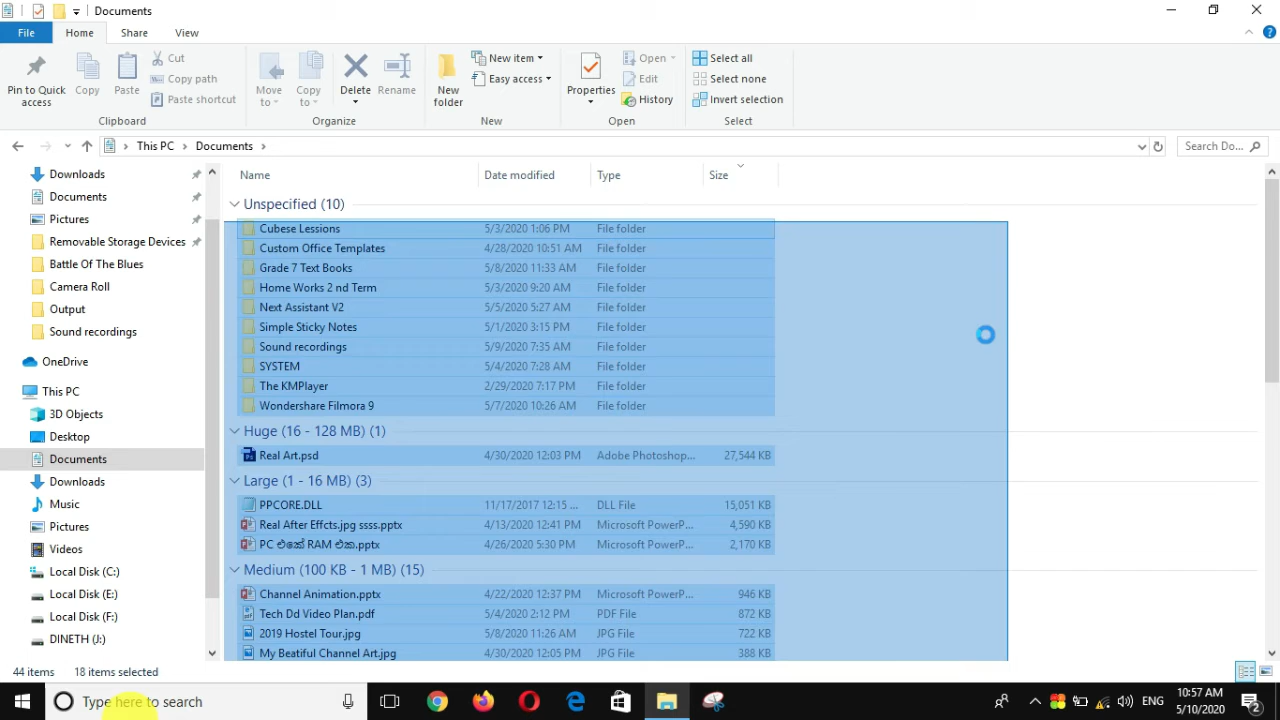 Documents
File Home Share View
Pin to Quick access
Copy
Paste
Cut
Copy path
Paste shortcut
Clipboard
Move to
Copy to
Delete
Rename
Organize
New folder
New item
Easy access
New
Properties
Open
Edit
History
Open
Select all
Select none
Invert selection
Select
This PC Documents
Search Do...
Downloads
Documents
Pictures
Removable Storage Devices
Battle Of The Blues
Camera Roll
Output
Sound recordings
OneDrive
This PC
3D Objects
Desktop
Documents
Downloads
Music
Pictures
Videos
Local Disk (C:)
Local Disk (E:)
Local Disk (F:)
DINETH (J:)
Name Date modified Type Size
Unspecified (10)
Cubese Lessions 5/3/2020 1:06 PM File folder
Custom Office Templates 4/28/2020 10:51 AM File folder
Grade 7 Text Books 5/8/2020 11:33 AM File folder
Home Works 2 nd Term 5/3/2020 9:20 AM File folder
Next Assistant V2 5/5/2020 5:27 AM File folder
Simple Sticky Notes 5/1/2020 3:15 PM File folder
Sound recordings 5/9/2020 7:35 AM File folder
SYSTEM 5/4/2020 7:28 AM File folder
The KMPlayer 2/29/2020 7:17 PM File folder
Wondershare Filmora 9 5/7/2020 10:26 AM File folder
Huge (16 - 128 MB) (1)
Real Art.psd 4/30/2020 12:03 PM Adobe Photoshop... 27,544 KB
Large (1 - 16 MB) (3)
PPCORE.DLL 11/17/2017 12:15 ... DLL File 15,051 KB
Real After Effcts.jpg ssss.pptx 4/13/2020 12:41 PM Microsoft PowerP... 4,590 KB
PC එකේ RAM එක.pptx 4/26/2020 5:30 PM Microsoft PowerP... 2,170 KB
Medium (100 KB - 1 MB) (15)
Channel Animation.pptx 4/22/2020 12:37 PM Microsoft PowerP... 946 KB
Tech Dd Video Plan.pdf 5/4/2020 2:12 PM PDF File 872 KB
2019 Hostel Tour.jpg 5/8/2020 11:26 AM JPG File 722 KB
My Beatiful Channel Art.jpg 4/30/2020 12:05 PM JPG File 388 KB
44 items 18 items selected
Type here to search
ENG
10:57 AM
5/10/2020
2